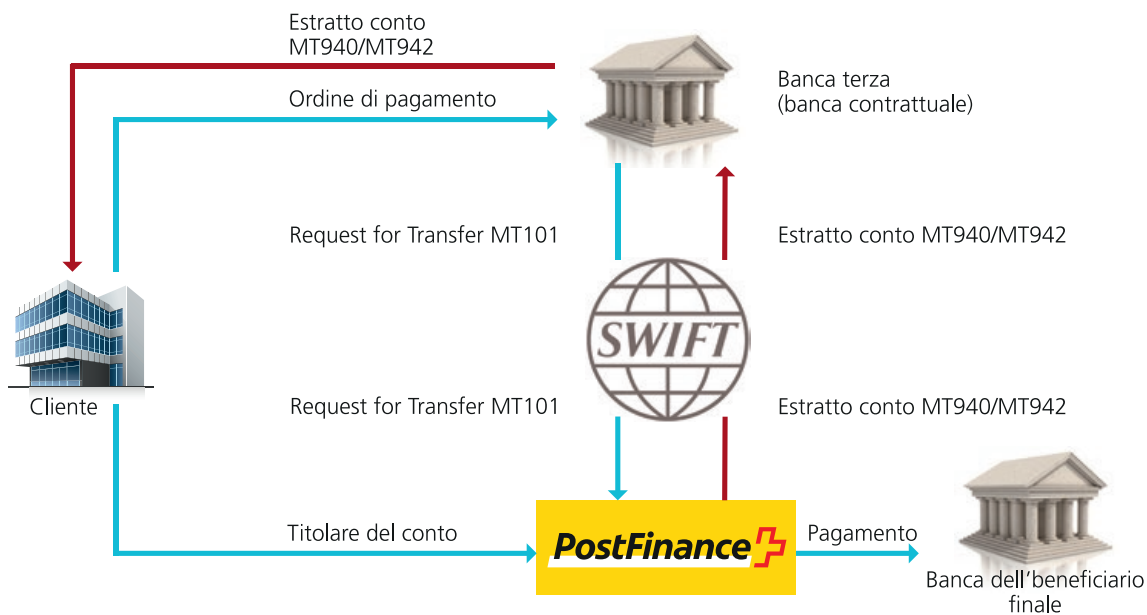 Estratto conto
MT940/MT942
Ordine di pagamento
Banca terza
(banca contrattuale)
Request for Transfer MT101
Estratto conto MT940/MT942
SWIFT
Cliente
Request for Transfer MT101
Estratto conto MT940/MT942
Titolare del conto
PostFinance
Pagamento
Banca dell'beneficiario
finale